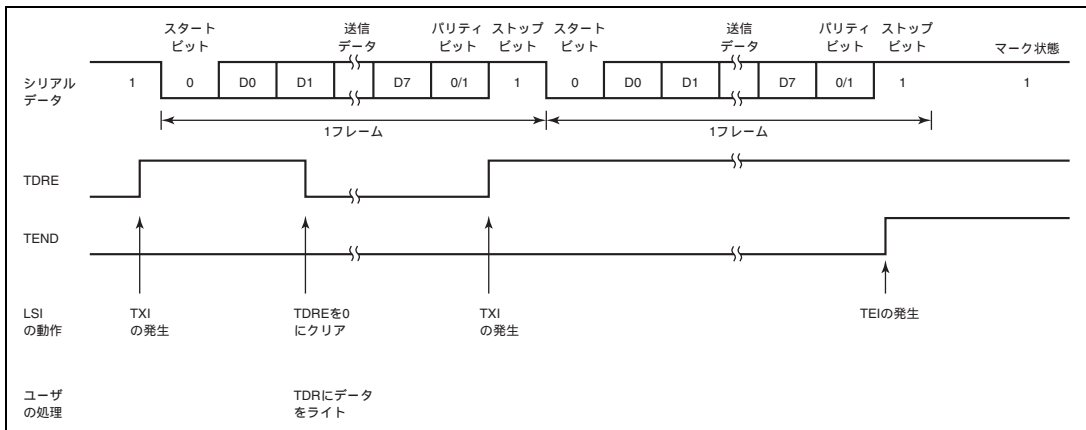 スタート
ビット
送信
データ
パリティ
ビット
ストップ
ビット
スタート
ビット
送信
データ
パリティ
ビット
ストップ
ビット
マーク状態
シリアル
データ
1 0 D0 D1 D7 0/1 1 0 D0 D1 D7 0/1 1 1
1フレーム 1フレーム
TDRE
TEND
LSI
の動作
TXI
の発生
TDREを0
にクリア
TXI
の発生
TEIの発生
ユーザ
の処理
TDRにデータ
をライト